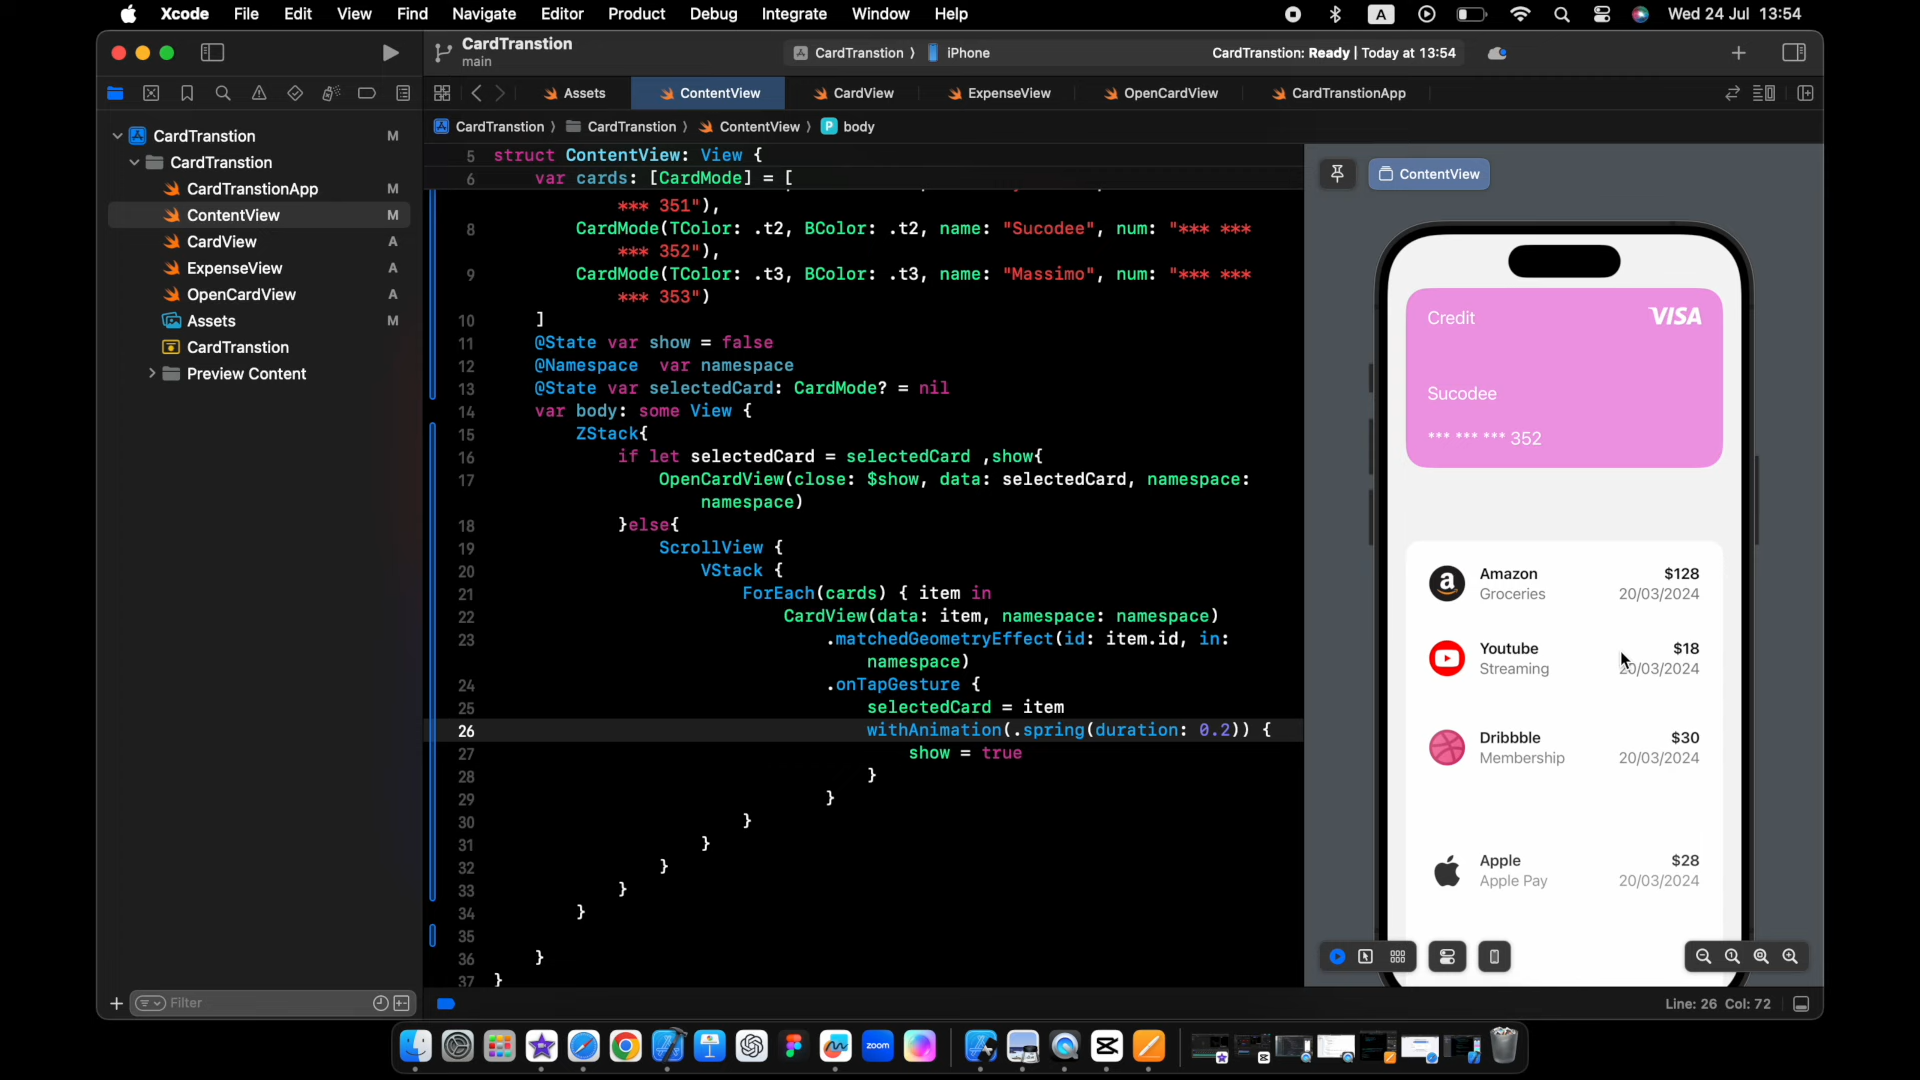 Xcode File Edit View Find Navigate Editor Product Debug Integrate Window Help A Wed 24 Jul 13:54
CardTranstion
main
CardTranstion ⟩ iPhone
CardTranstion: Ready | Today at 13:54
Assets ContentView CardView ExpenseView OpenCardView CardTranstionApp
CardTranstion ⟩ CardTranstion ⟩ ContentView ⟩ P body
CardTranstion M
CardTranstion
CardTranstionApp M
ContentView M
CardView A
ExpenseView A
OpenCardView A
Assets M
CardTranstion
Preview Content
Filter
5 struct ContentView: View {
6 var cards: [CardMode] = [
*** 351"),
8 CardMode(TColor: .t2, BColor: .t2, name: "Sucodee", num: "*** ***
*** 352"),
9 CardMode(TColor: .t3, BColor: .t3, name: "Massimo", num: "*** ***
*** 353")
10 ]
11 @State var show = false
12 @Namespace var namespace
13 @State var selectedCard: CardMode? = nil
14 var body: some View {
15 ZStack{
16 if let selectedCard = selectedCard ,show{
17 OpenCardView(close: $show, data: selectedCard, namespace:
namespace)
18 }else{
19 ScrollView {
20 VStack {
21 ForEach(cards) { item in
22 CardView(data: item, namespace: namespace)
23 .matchedGeometryEffect(id: item.id, in:
namespace)
24 .onTapGesture {
25 selectedCard = item
26 withAnimation(.spring(duration: 0.2)) {
27 show = true
28 }
29 }
30 }
31 }
32 }
33 }
34 }
35
36 }
37 }
ContentView
Credit VISA
Sucodee
*** *** *** 352
Amazon $128
Groceries 20/03/2024
Youtube $18
Streaming 20/03/2024
Dribbble $30
Membership 20/03/2024
Apple $28
Apple Pay 20/03/2024
Line: 26 Col: 72
zoom